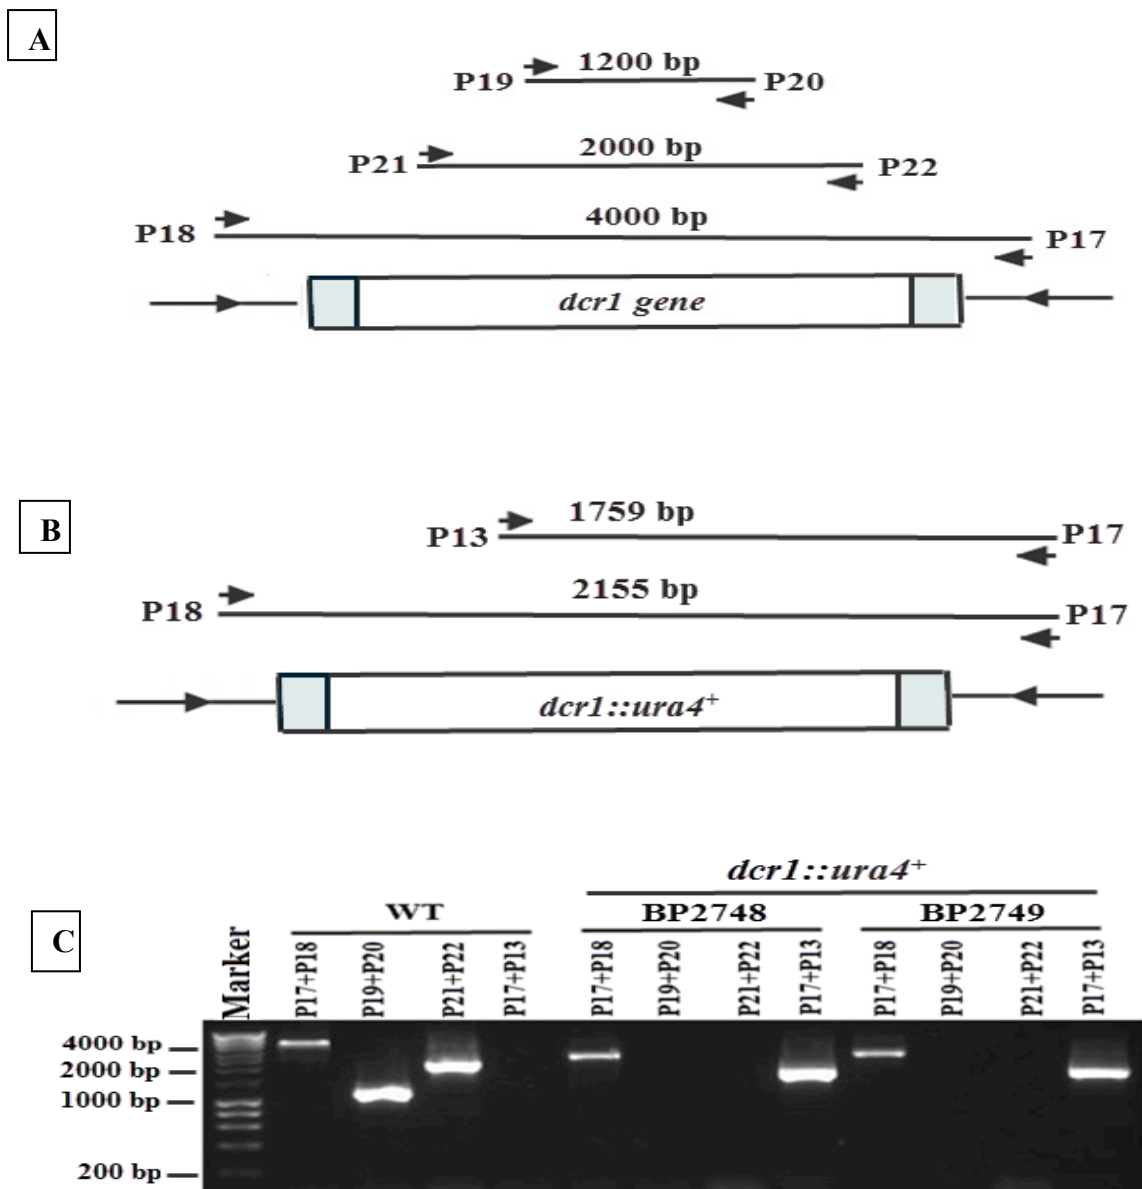 A
1200 bp
P19 P20
2000 bp
P21 P22
4000 bp
P18 P17
dcr1 gene
B
1759 bp
P13 P17
2155 bp
P18 P17
dcr1::ura4+
C
dcr1::ura4+
WT BP2748 BP2749
Marker P17+P18 P19+P20 P21+P22 P17+P13 P17+P18 P19+P20 P21+P22 P17+P13 P17+P18 P19+P20 P21+P22 P17+P13
4000 bp
2000 bp
1000 bp
200 bp